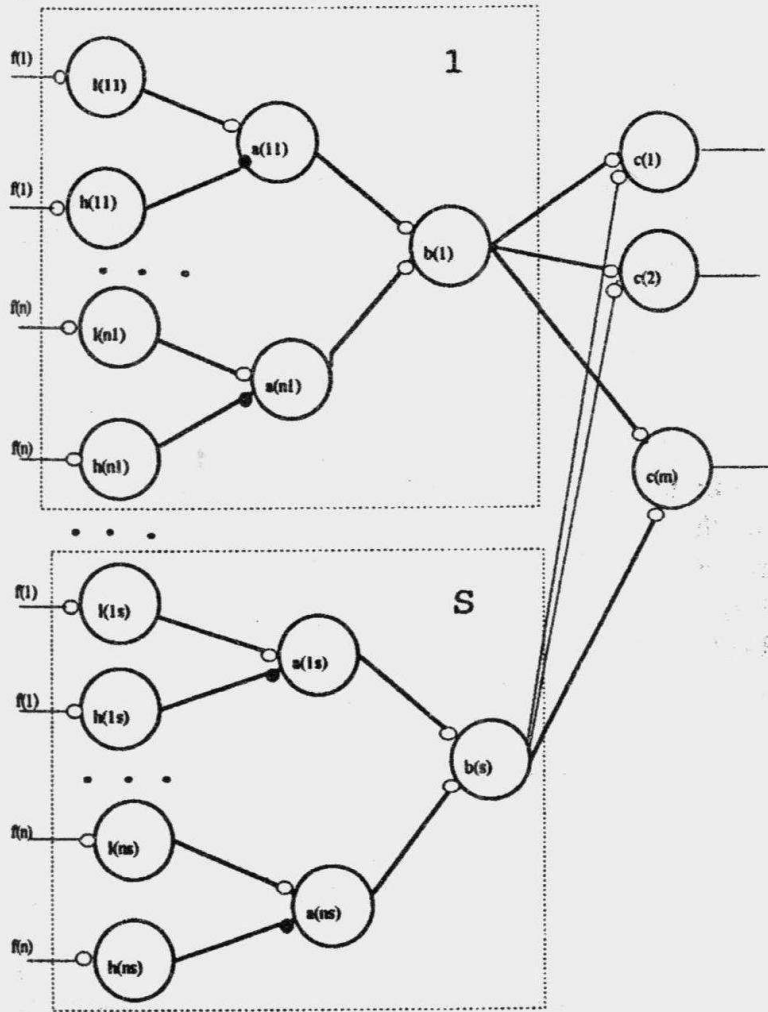 f(1)
l(11)
1
a(11)
c(1)
f(1)
h(11)
b(1)
c(2)
f(n)
l(n1)
a(n1)
f(n)
h(n1)
c(m)
f(1)
l(1s)
S
a(1s)
f(1)
h(1s)
b(s)
f(n)
l(ns)
a(ns)
f(n)
h(ns)